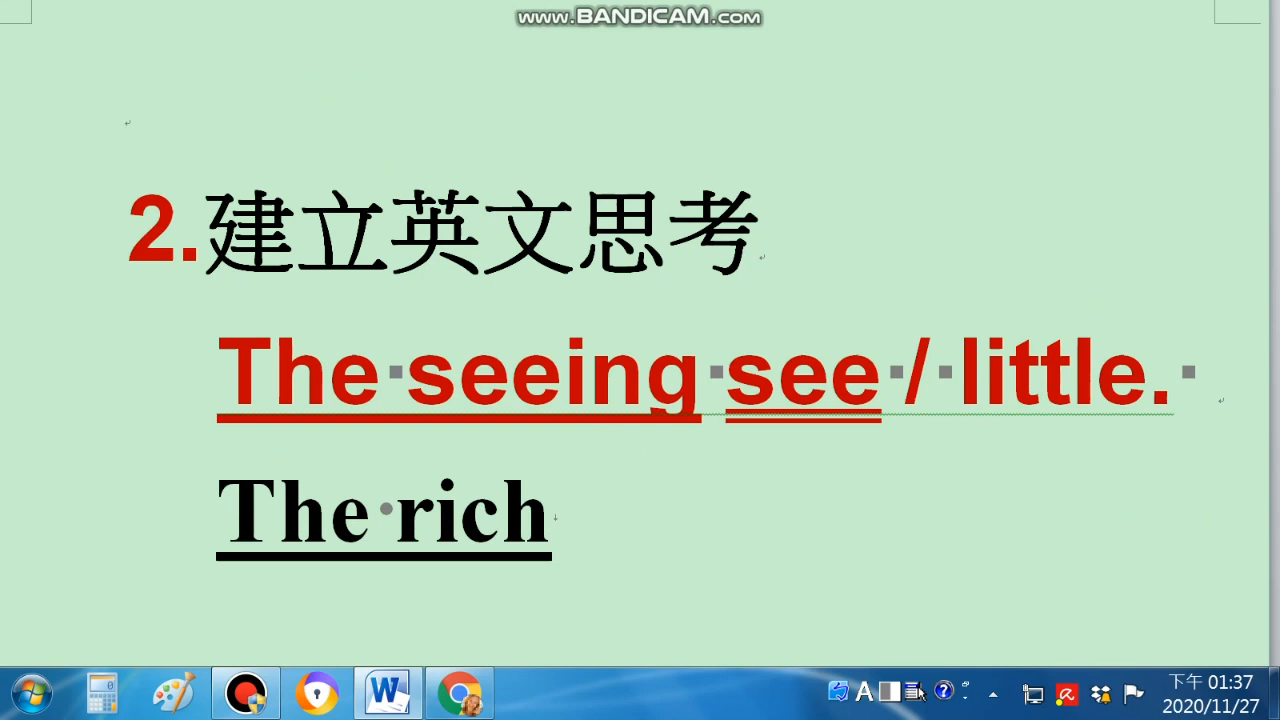 www.BANDICAM.com
2.建立英文思考
The seeing see / little.
The rich
下午 01:37
2020/11/27